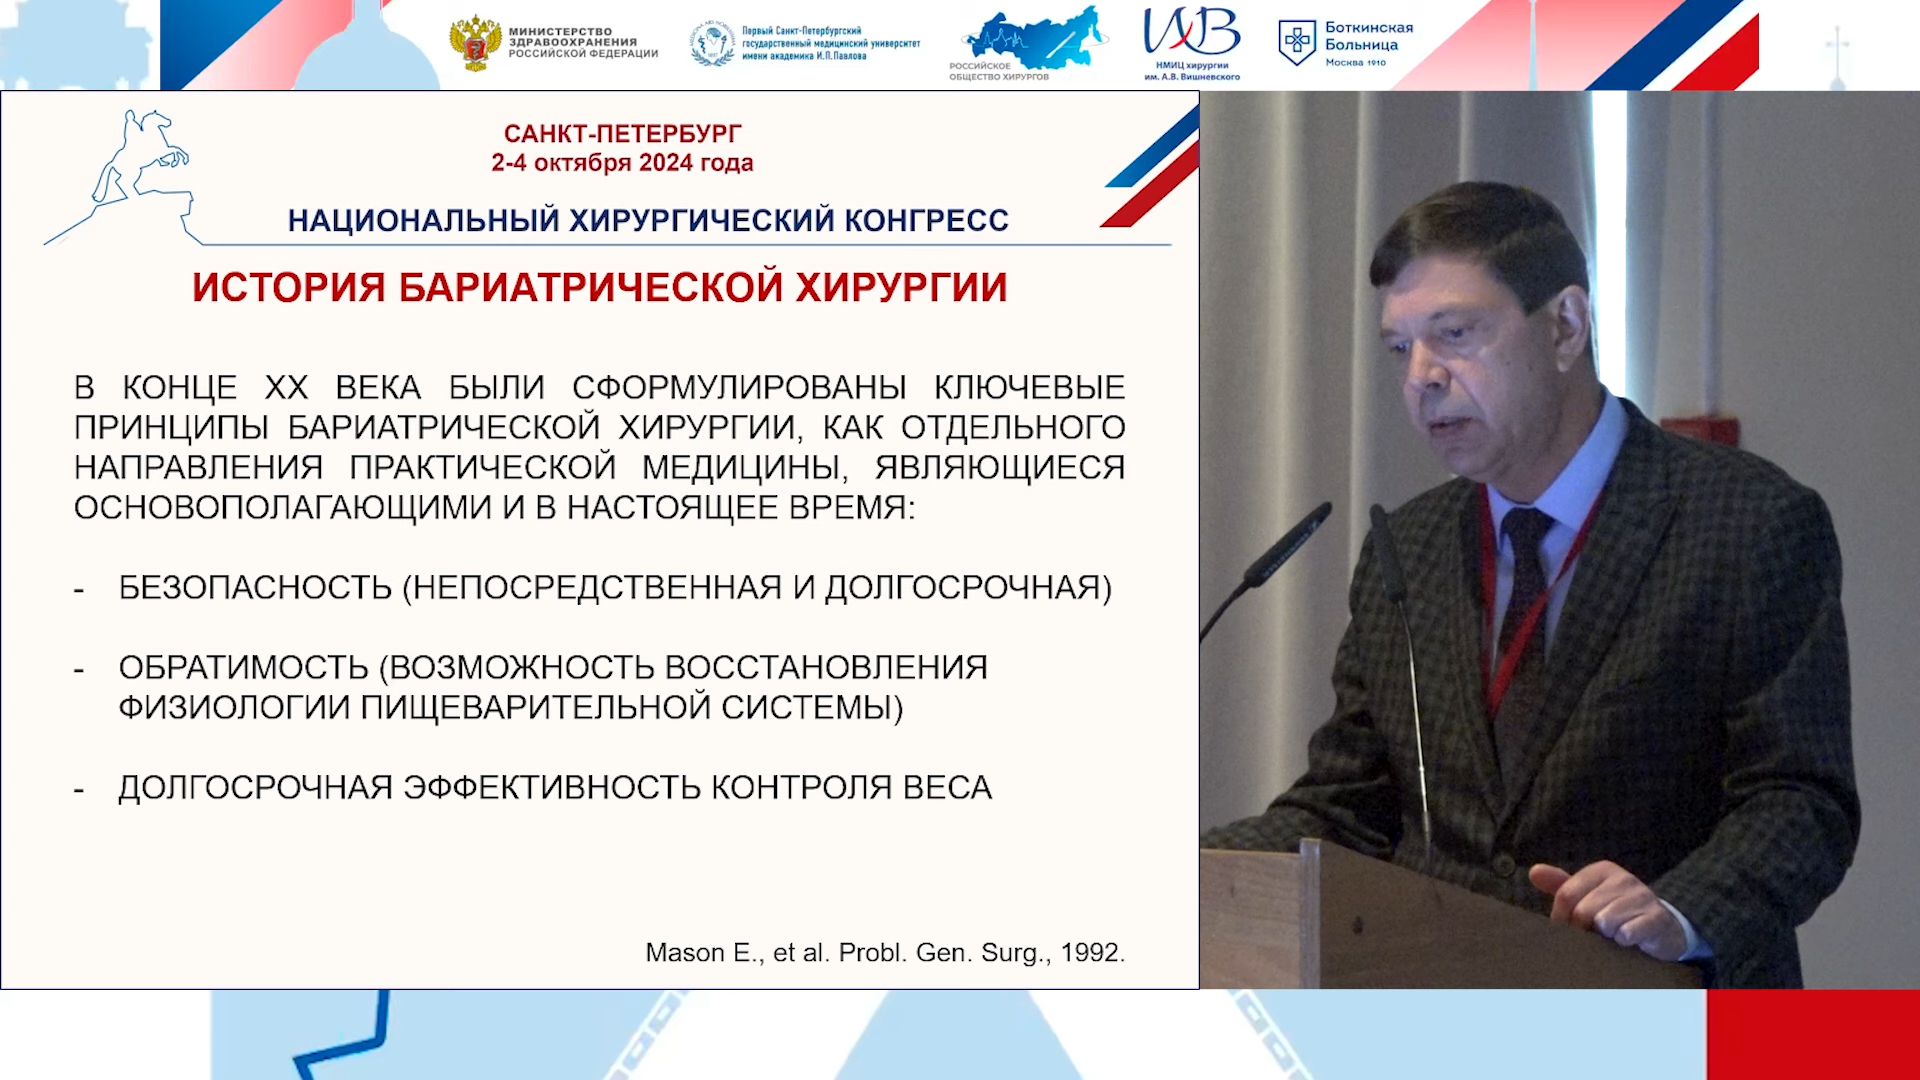 МИНИСТЕРСТВО
ЗДРАВООХРАНЕНИЯ
РОССИЙСКОЙ ФЕДЕРАЦИИ
Первый Санкт-Петербургский
государственный медицинский университет
имени академика И.П.Павлова
РОССИЙСКОЕ
ОБЩЕСТВО ХИРУРГОВ
ИХВ
НМИЦ хирургии
им. А.В. Вишневского
Боткинская
Больница
Москва 1910
САНКТ-ПЕТЕРБУРГ
2-4 октября 2024 года
НАЦИОНАЛЬНЫЙ ХИРУРГИЧЕСКИЙ КОНГРЕСС
ИСТОРИЯ БАРИАТРИЧЕСКОЙ ХИРУРГИИ
В КОНЦЕ XX ВЕКА БЫЛИ СФОРМУЛИРОВАНЫ КЛЮЧЕВЫЕ
ПРИНЦИПЫ БАРИАТРИЧЕСКОЙ ХИРУРГИИ, КАК ОТДЕЛЬНОГО
НАПРАВЛЕНИЯ ПРАКТИЧЕСКОЙ МЕДИЦИНЫ, ЯВЛЯЮЩИЕСЯ
ОСНОВОПОЛАГАЮЩИМИ И В НАСТОЯЩЕЕ ВРЕМЯ:
- БЕЗОПАСНОСТЬ (НЕПОСРЕДСТВЕННАЯ И ДОЛГОСРОЧНАЯ)
- ОБРАТИМОСТЬ (ВОЗМОЖНОСТЬ ВОССТАНОВЛЕНИЯ
ФИЗИОЛОГИИ ПИЩЕВАРИТЕЛЬНОЙ СИСТЕМЫ)
- ДОЛГОСРОЧНАЯ ЭФФЕКТИВНОСТЬ КОНТРОЛЯ ВЕСА
Mason E., et al. Probl. Gen. Surg., 1992.